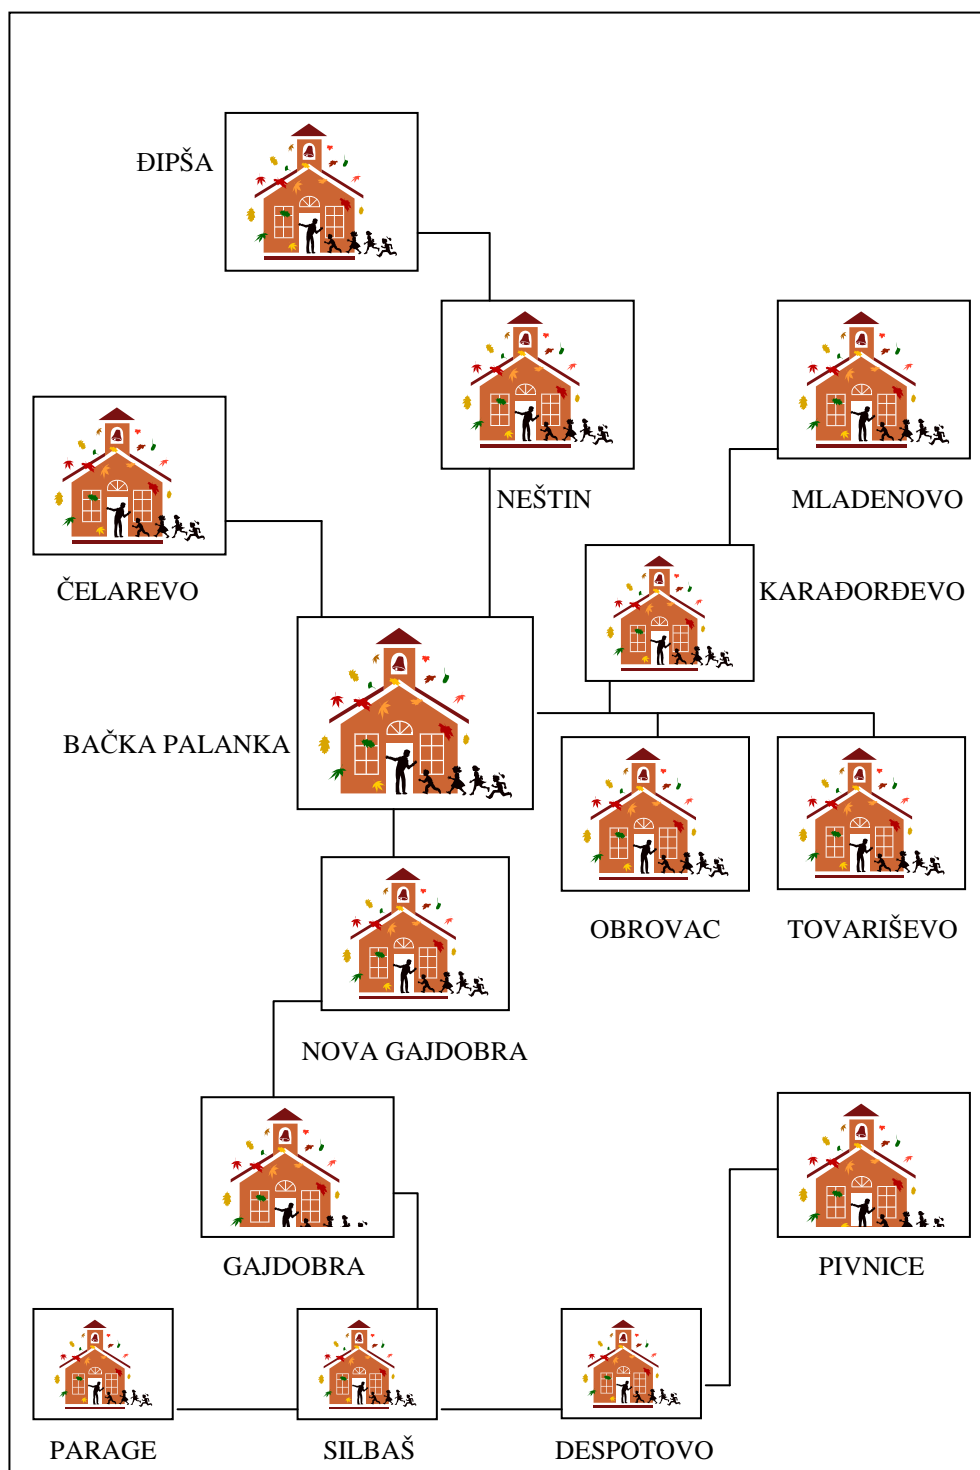 ĐIPŠA
NEŠTIN
MLADENOVO
ČELAREVO
KARAĐORĐEVO
BAČKA PALANKA
OBROVAC
TOVARIŠEVO
NOVA GAJDOBRA
GAJDOBRA
PIVNICE
PARAGE
SILBAŠ
DESPOTOVO